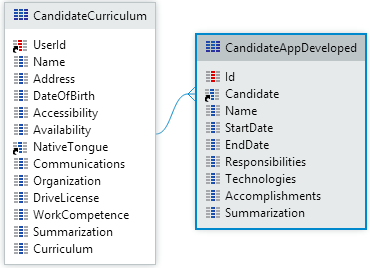 CandidateCurriculum
UserId
Name
Address
DateOfBirth
Accessibility
Availability
NativeTongue
Communications
Organization
DriveLicense
WorkCompetence
Summarization
Curriculum
CandidateAppDeveloped
Id
Candidate
Name
StartDate
EndDate
Responsibilities
Technologies
Accomplishments
Summarization